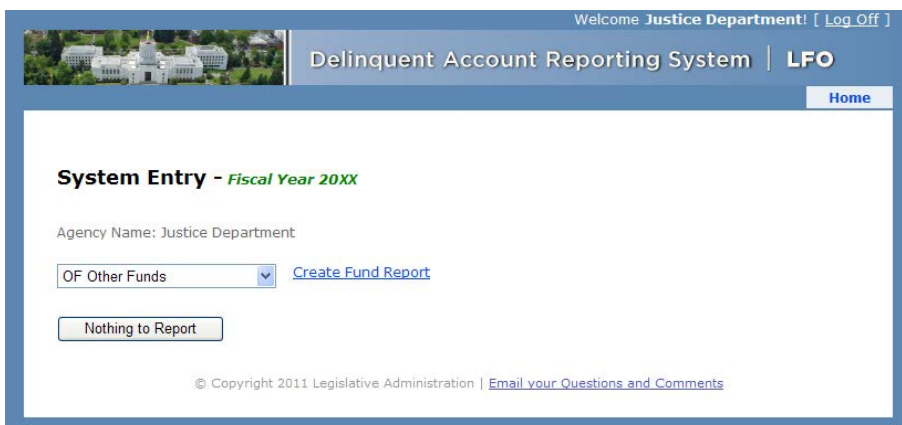 Welcome Justice Department! [ Log Off ]
Delinquent Account Reporting System | LFO
Home
System Entry - Fiscal Year 20XX
Agency Name: Justice Department
OF Other Funds Create Fund Report
Nothing to Report
© Copyright 2011 Legislative Administration | Email your Questions and Comments